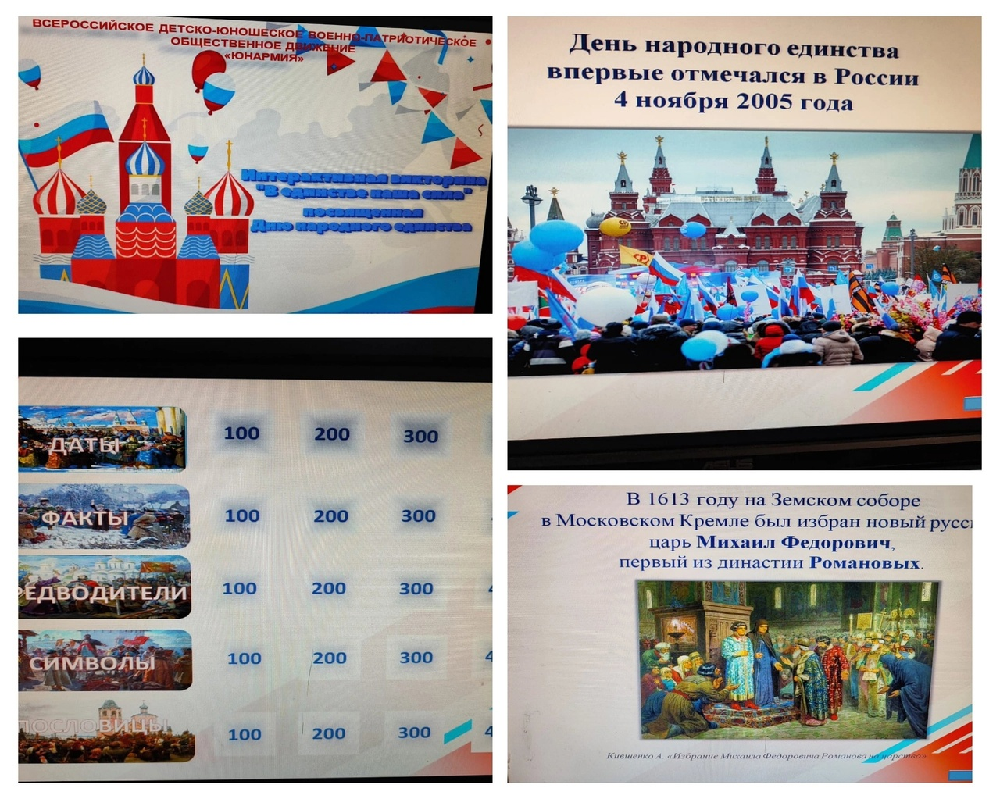 ВСЕРОССИЙСКОЕ ДЕТСКО-ЮНОШЕСКОЕ ВОЕННО-ПАТРИОТИЧЕСКОЕ
ОБЩЕСТВЕННОЕ ДВИЖЕНИЕ
«ЮНАРМИЯ»
Интерактивная викторина
"В единстве наша сила"
посвященная
Дню народного единства
День народного единства
впервые отмечался в России
4 ноября 2005 года
СР
ASUS
ДАТЫ 100 200 300
ФАКТЫ 100 200 300
РЕДВОДИТЕЛИ 100 200 300 4
СИМВОЛЫ 100 200 300 4
ПОСЛОВИЦЫ 100 200 300 4
В 1613 году на Земском соборе
в Московском Кремле был избран новый русс
царь Михаил Федорович,
первый из династии Романовых.
Кившенко А. «Избрание Михаила Федоровича Романова на царство»